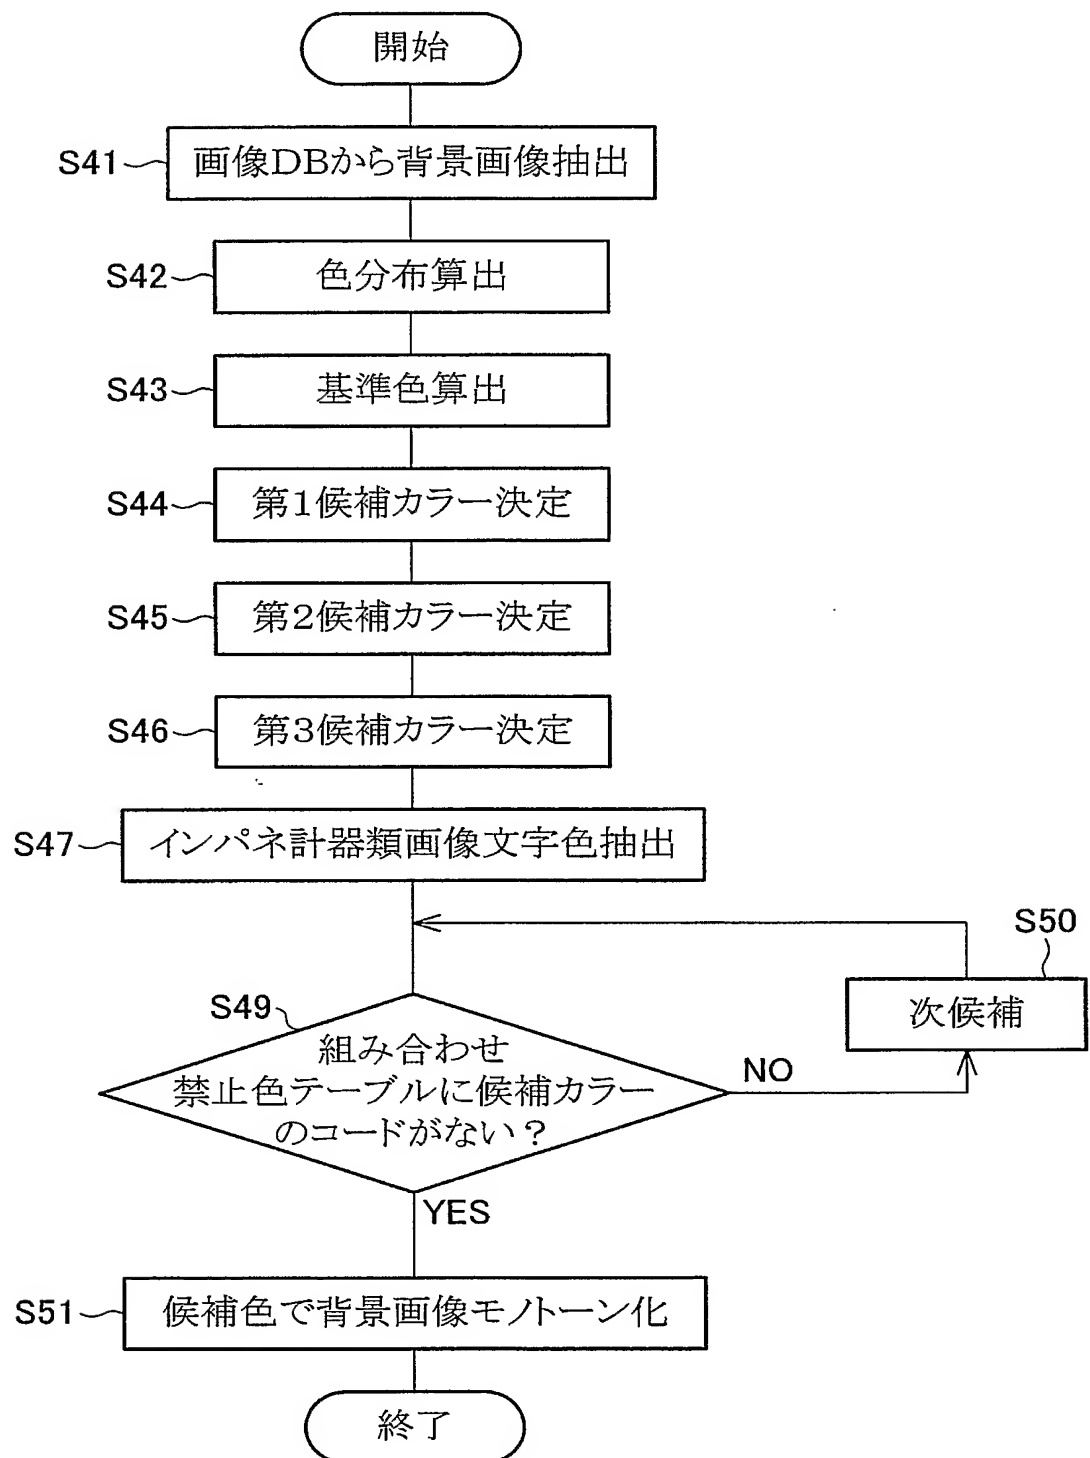 開始
S41
画像DBから背景画像抽出
S42
色分布算出
S43
基準色算出
S44
第1候補カラー決定
S45
第2候補カラー決定
S46
第3候補カラー決定
S47
インパネ計器類画像文字色抽出
S50
次候補
S49
組み合わせ
禁止色テーブルに候補カラー
のコードがない?
NO
YES
S51
候補色で背景画像モノトーン化
終了